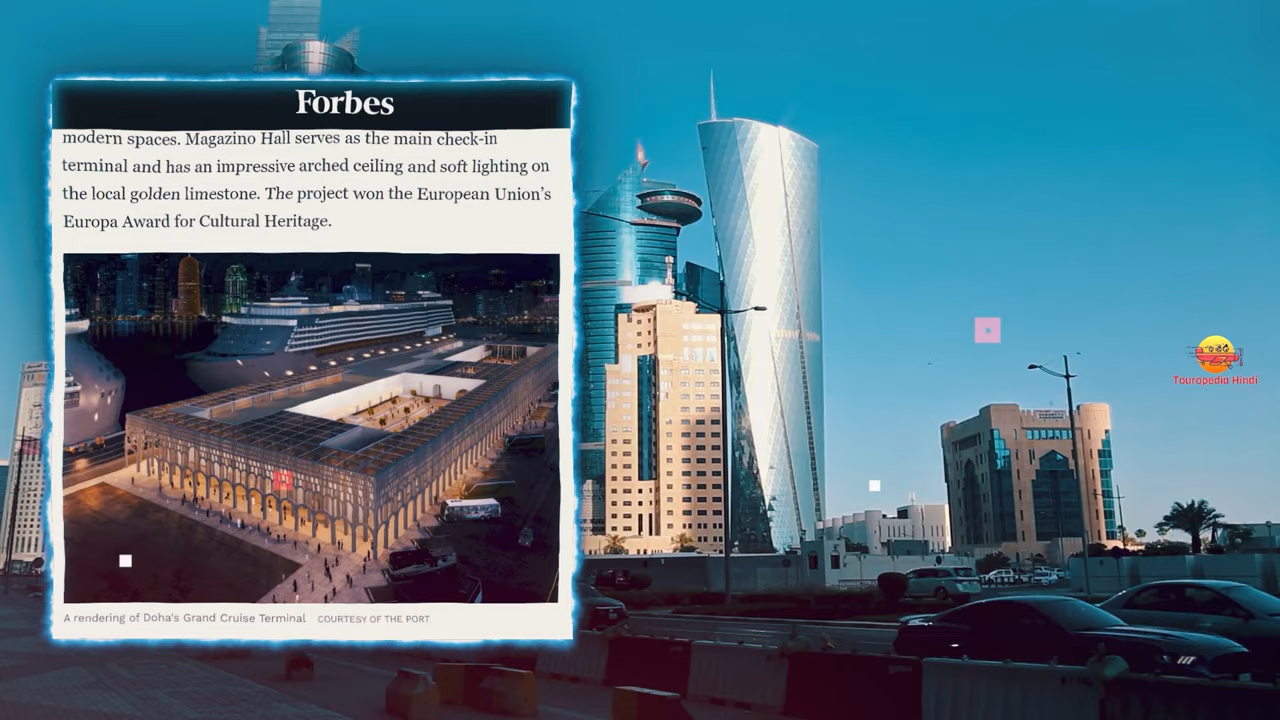 Forbes
modern spaces. Magazino Hall serves as the main check-in
terminal and has an impressive arched ceiling and soft lighting on
the local golden limestone. The project won the European Union's
Europa Award for Cultural Heritage.
A rendering of Doha's Grand Cruise Terminal COURTESY OF THE PORT
Touropedia Hindi